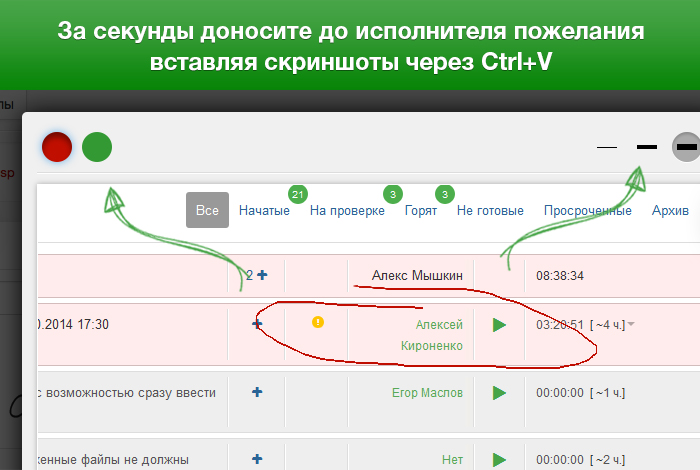 За секунды доносите до исполнителя пожелания
вставляя скриншоты через Ctrl+V
лы
sp
21 3 3
Все Начатые На проверке Горят Не готовые Просроченные Архив
2 + Алекс Мышкин 08:38:34
0.2014 17:30 + Алексей 03:20:51 [ ~4 ч.]
Кироненко
с возможностью сразу ввести + Егор Маслов 00:00:00 [ ~1 ч.]
женные файлы не должны + Нет 00:00:00 [ ~2 ч.]